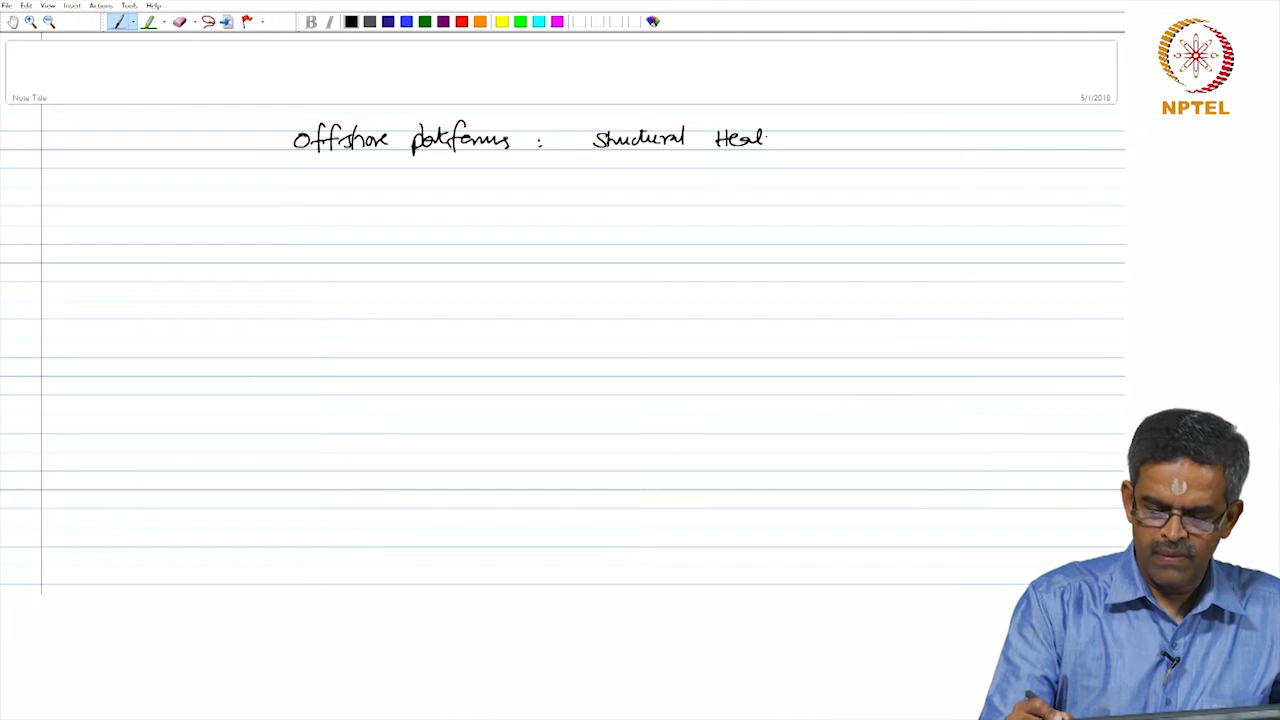 File Edit View Insert Actions Tools Help
B I
Note Title
5/1/2018
Offshore platforms : Structural Heal
NPTEL